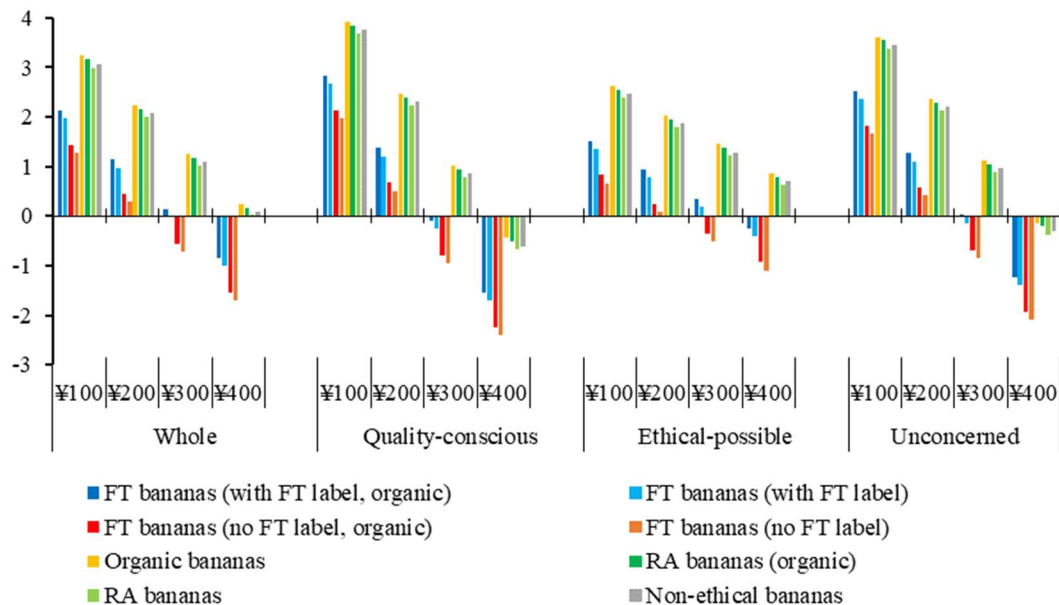 4
3
2
1
0
-1
-2
-3
¥100 ¥200 ¥300 ¥400 ¥100 ¥200 ¥300 ¥400 ¥100 ¥200 ¥300 ¥400 ¥100 ¥200 ¥300 ¥400
Whole Quality-conscious Ethical-possible Unconcerned
FT bananas (with FT label, organic) FT bananas (with FT label)
FT bananas (no FT label, organic) FT bananas (no FT label)
Organic bananas RA bananas (organic)
RA bananas Non-ethical bananas